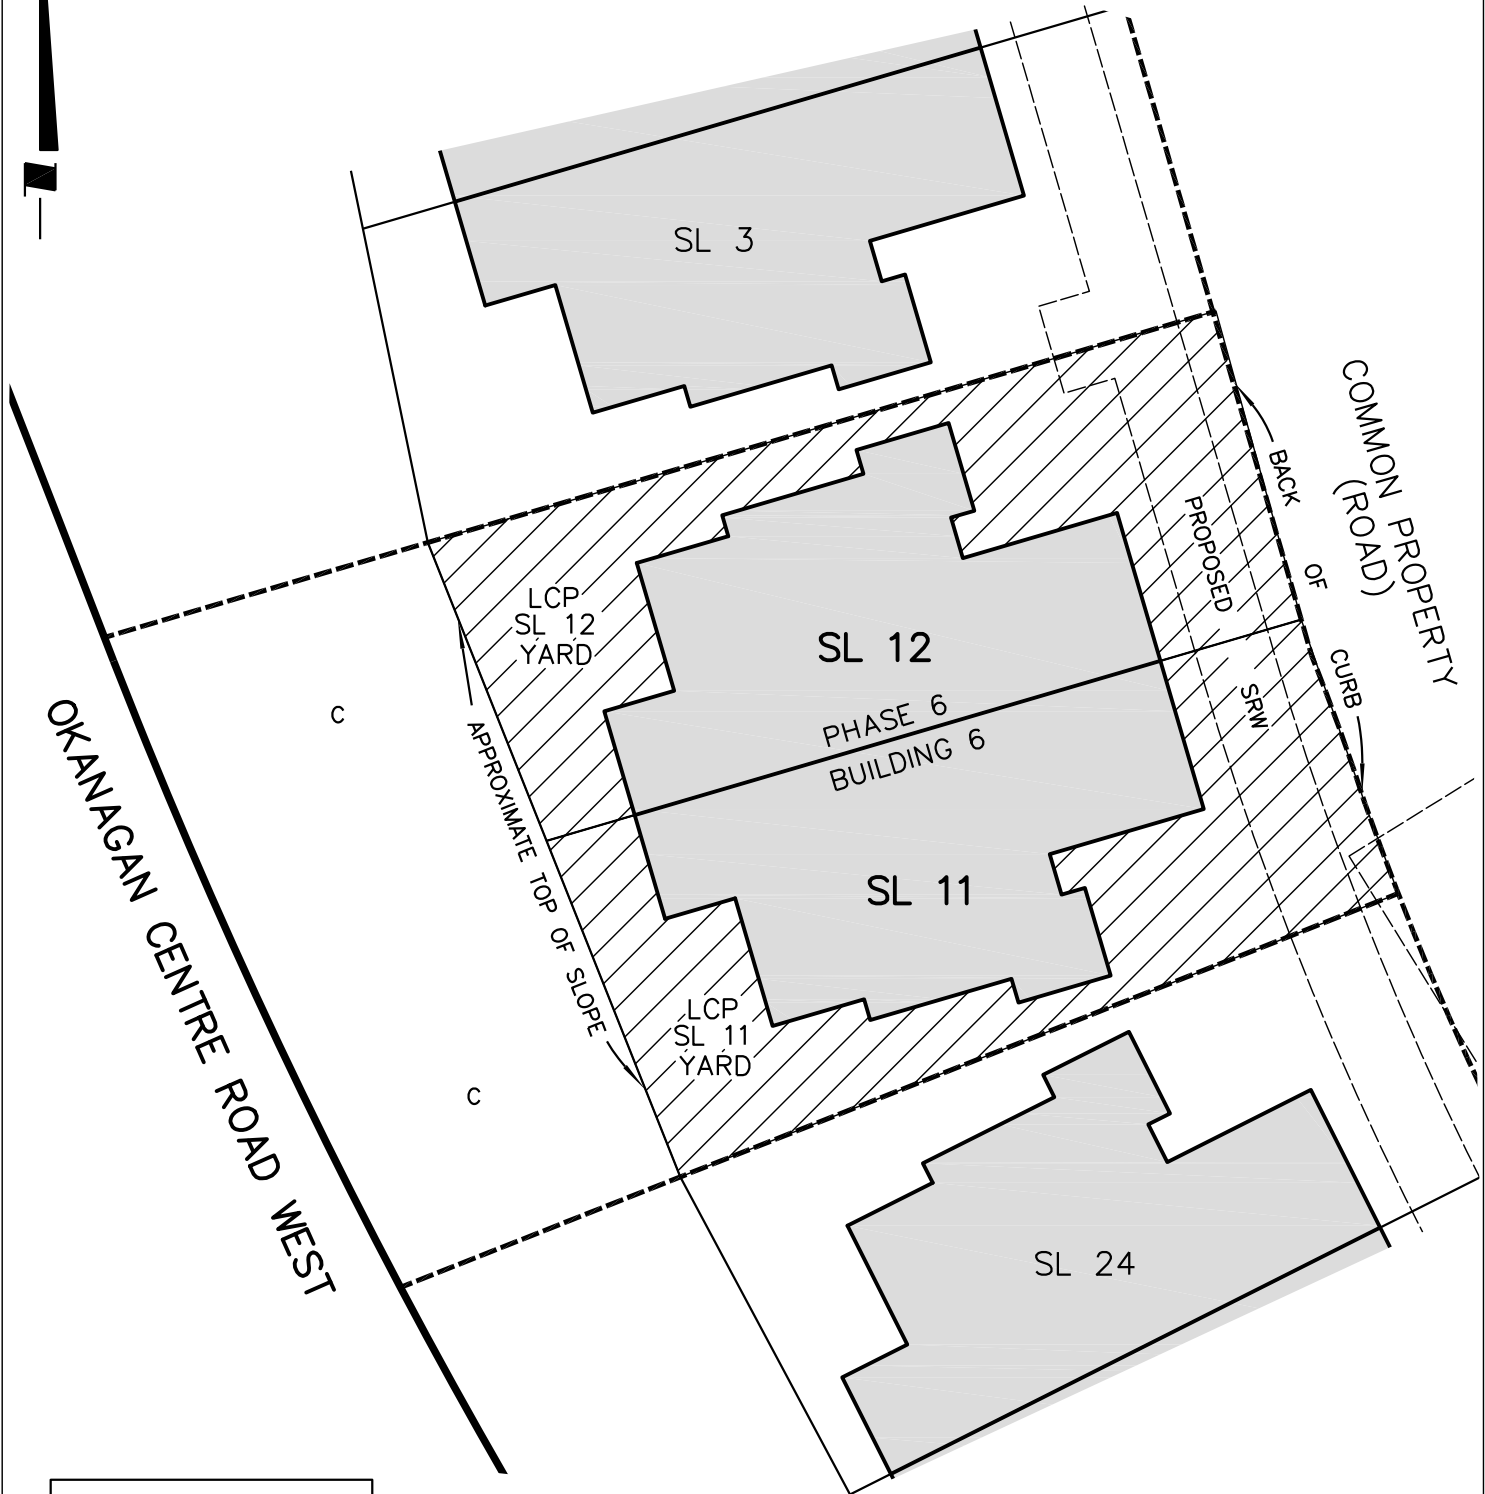 N
SL 3
COMMON PROPERTY
(ROAD)
BACK OF CURB
PROPOSED SRW
LCP
SL 12
YARD
SL 12
PHASE 6
BUILDING 6
C
APPROXIMATE TOP OF SLOPE
OKANAGAN CENTRE ROAD WEST
SL 11
LCP
SL 11
YARD
C
SL 24